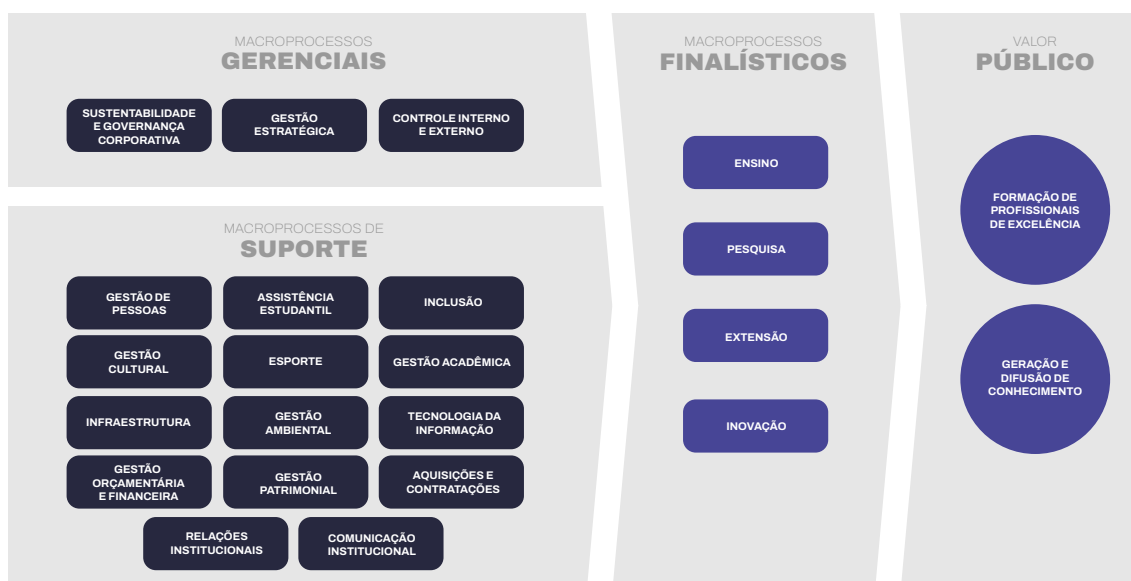 MACROPROCESSOS
GERENCIAIS
SUSTENTABILIDADE
E GOVERNANÇA
CORPORATIVA
GESTÃO
ESTRATÉGICA
CONTROLE INTERNO
E EXTERNO
MACROPROCESSOS DE
SUPORTE
GESTÃO DE
PESSOAS
ASSISTÊNCIA
ESTUDANTIL
INCLUSÃO
GESTÃO
CULTURAL
ESPORTE
GESTÃO ACADÊMICA
INFRAESTRUTURA
GESTÃO
AMBIENTAL
TECNOLOGIA DA
INFORMAÇÃO
GESTÃO
ORÇAMENTÁRIA
E FINANCEIRA
GESTÃO
PATRIMONIAL
AQUISIÇÕES E
CONTRATAÇÕES
RELAÇÕES
INSTITUCIONAIS
COMUNICAÇÃO
INSTITUCIONAL
MACROPROCESSOS
FINALÍSTICOS
ENSINO
PESQUISA
EXTENSÃO
INOVAÇÃO
VALOR
PÚBLICO
FORMAÇÃO DE
PROFISSIONAIS
DE EXCELÊNCIA
GERAÇÃO E
DIFUSÃO DE
CONHECIMENTO